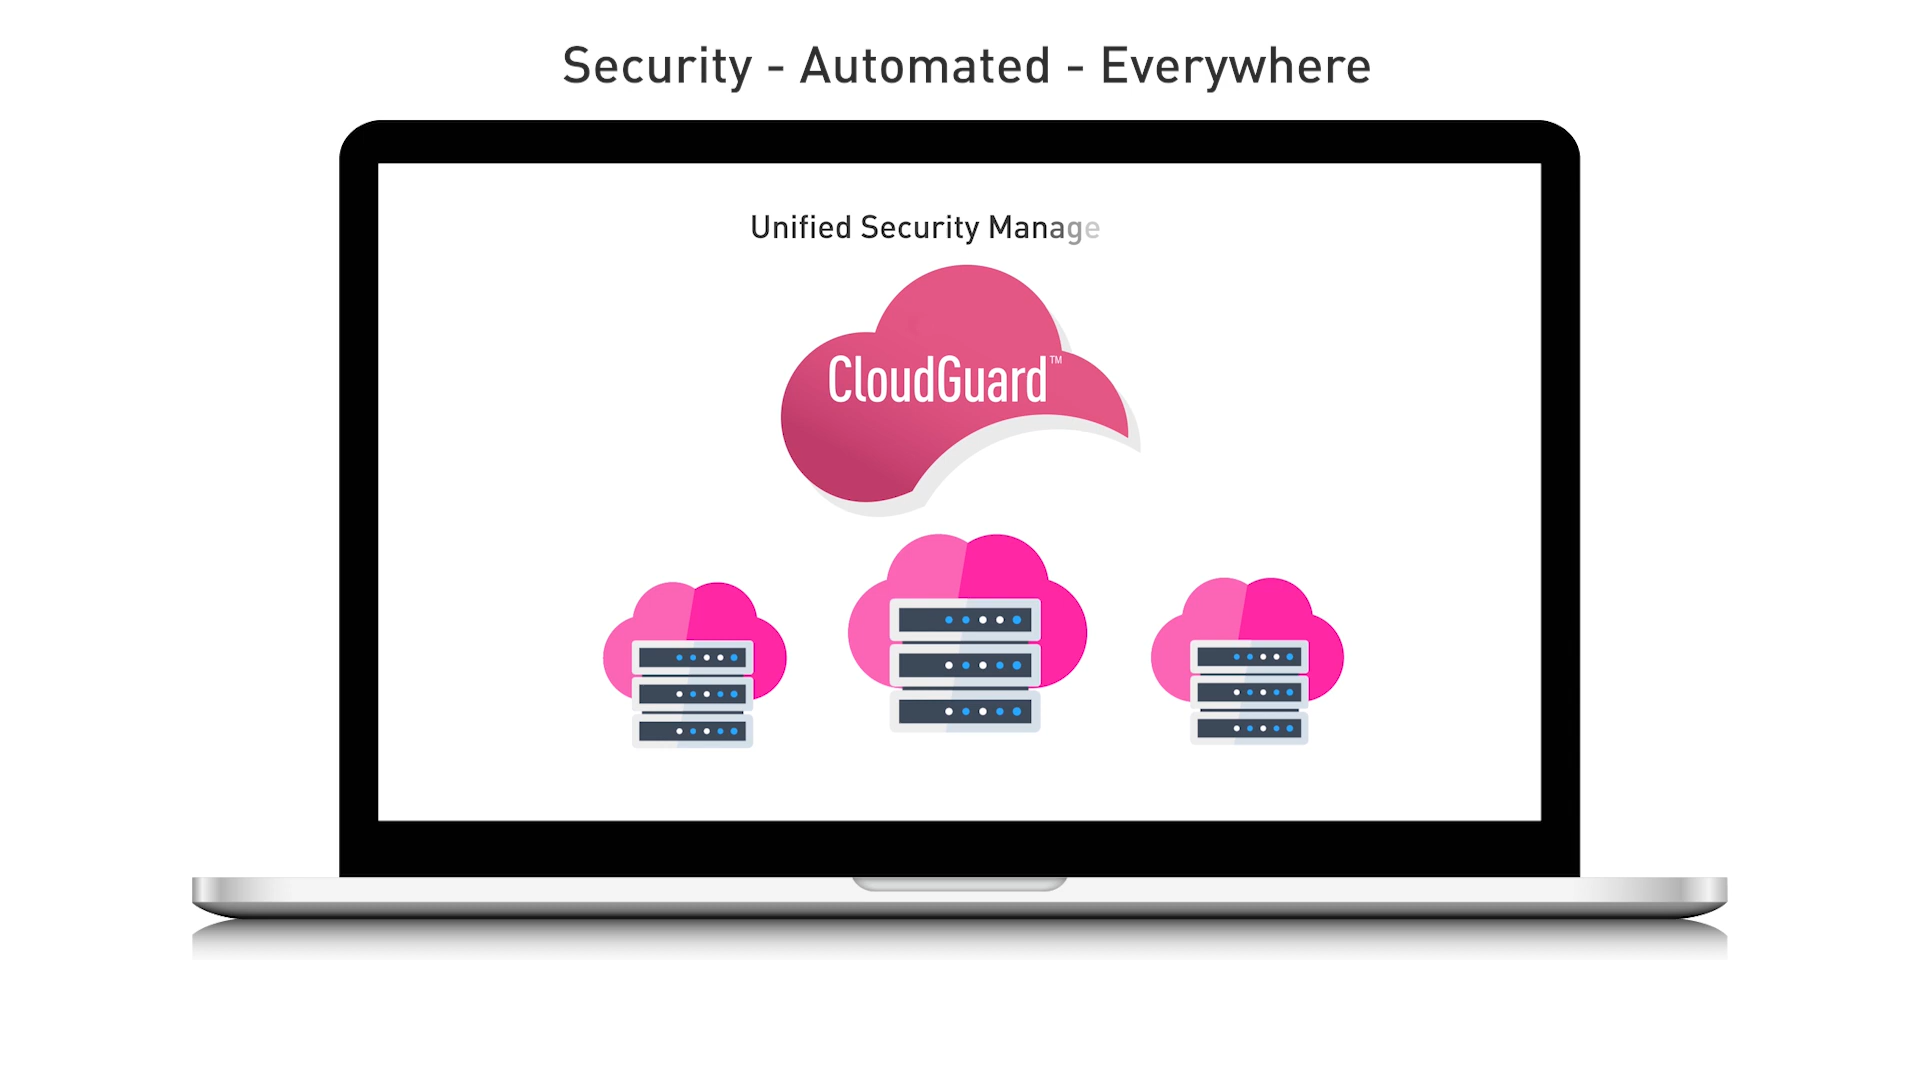 Security - Automated - Everywhere
Unified Security Manage
CloudGuard™